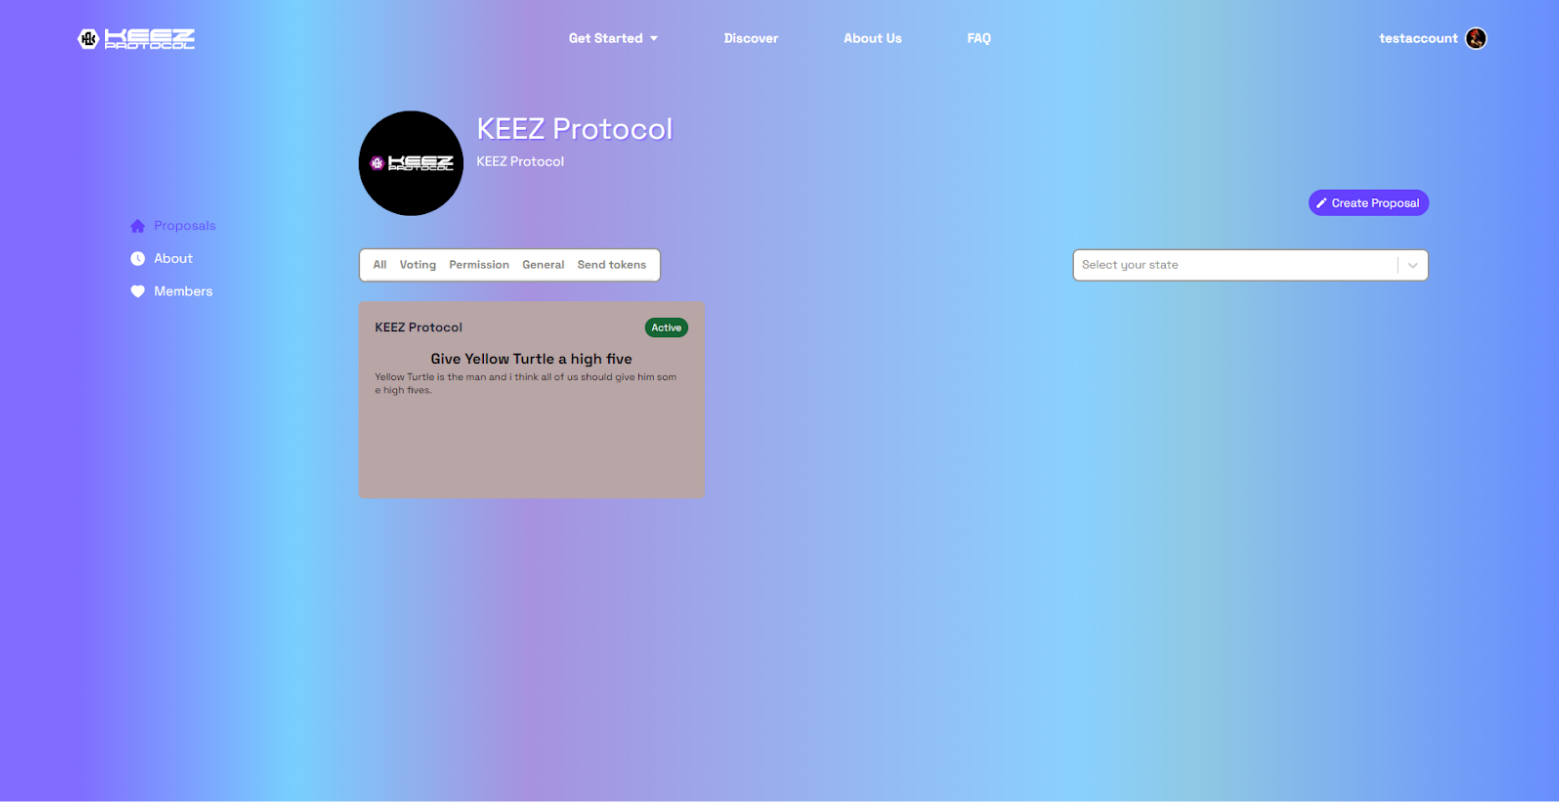 KEEZ PROTOCOL
Get Started
Discover
About Us
FAQ
testaccount
KEEZ PROTOCOL
KEEZ Protocol
KEEZ Protocol
Create Proposal
Proposals
About
Members
All Voting Permission General Send tokens
Select your state
KEEZ Protocol
Active
Give Yellow Turtle a high five
Yellow Turtle is the man and i think all of us should give him som
e high fives.